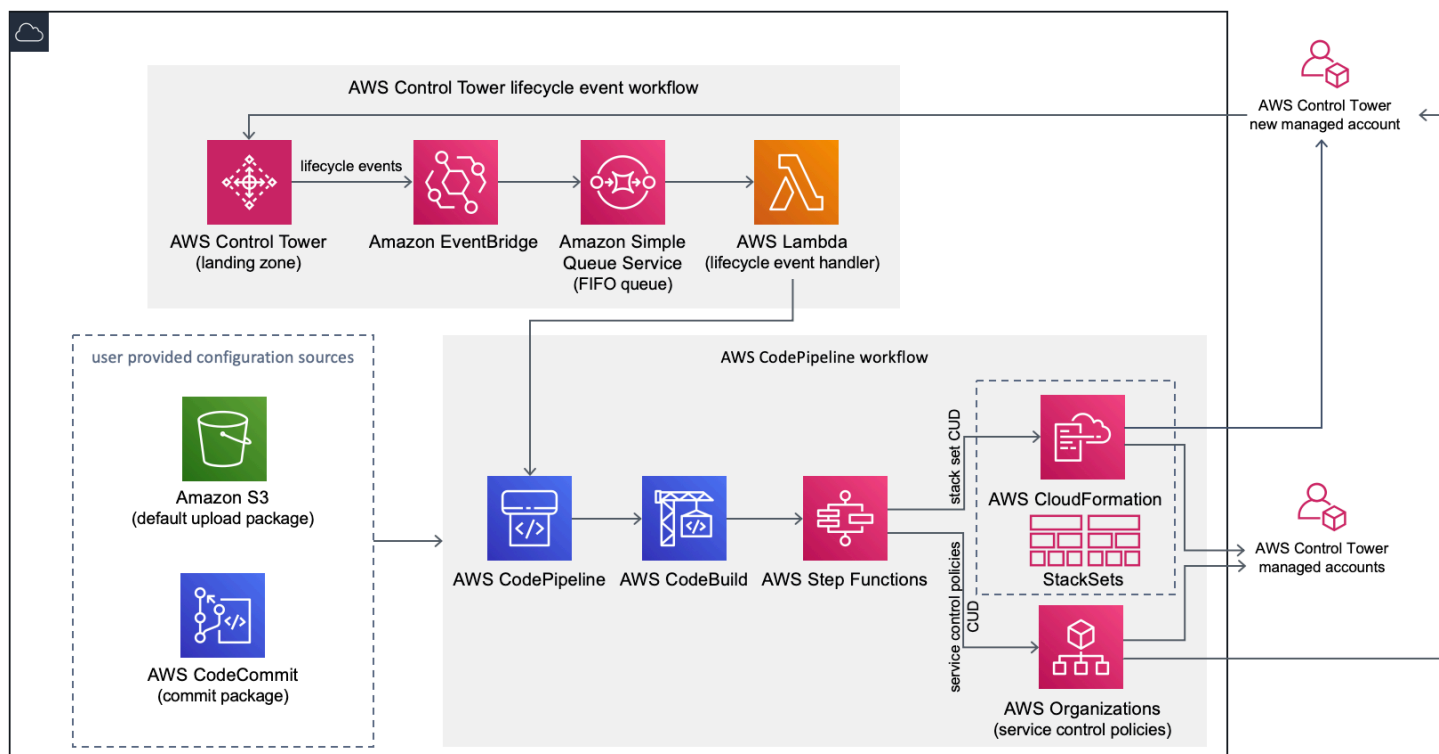 AWS Control Tower lifecycle event workflow
AWS Control Tower
new managed account
lifecycle events
AWS Control Tower
(landing zone)
Amazon EventBridge
Amazon Simple
Queue Service
(FIFO queue)
AWS Lambda
(lifecycle event handler)
user provided configuration sources
Amazon S3
(default upload package)
AWS CodeCommit
(commit package)
AWS CodePipeline workflow
AWS CodePipeline
AWS CodeBuild
AWS Step Functions
stack set CUD
service control policies
CUD
AWS CloudFormation
StackSets
AWS Organizations
(service control policies)
AWS Control Tower
managed accounts